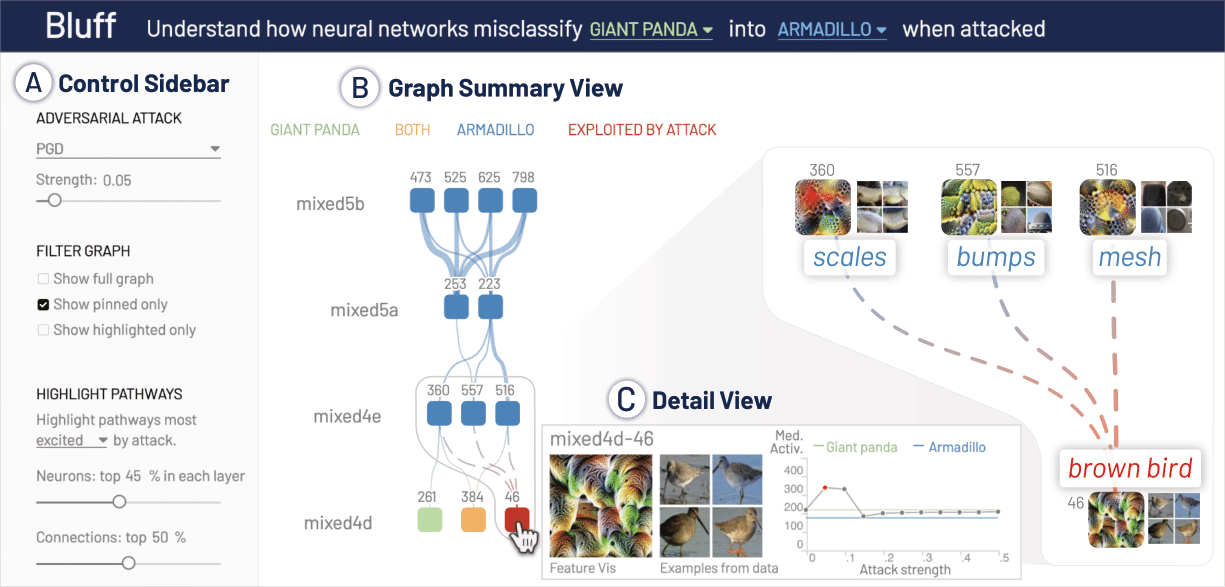 Bluff Understand how neural networks misclassify GIANT PANDA into ARMADILLO when attacked
A Control Sidebar
ADVERSARIAL ATTACK
PGD
Strength: 0.05
FILTER GRAPH
Show full graph
Show pinned only
Show highlighted only
HIGHLIGHT PATHWAYS
Highlight pathways most
excited by attack.
Neurons: top 45 % in each layer
Connections: top 50 %
B Graph Summary View
GIANT PANDA BOTH ARMADILLO EXPLOITED BY ATTACK
473 525 625 798
mixed5b
253 223
mixed5a
360 557 516
mixed4e
261 384 46
mixed4d
360 557 516
scales bumps mesh
brown bird
46
C Detail View
mixed4d-46
Feature Vis
Examples from data
Med.
Activ.
Giant panda Armadillo
400
300
200
100
0
0 .1 .2 .3 .4 .5
Attack strength